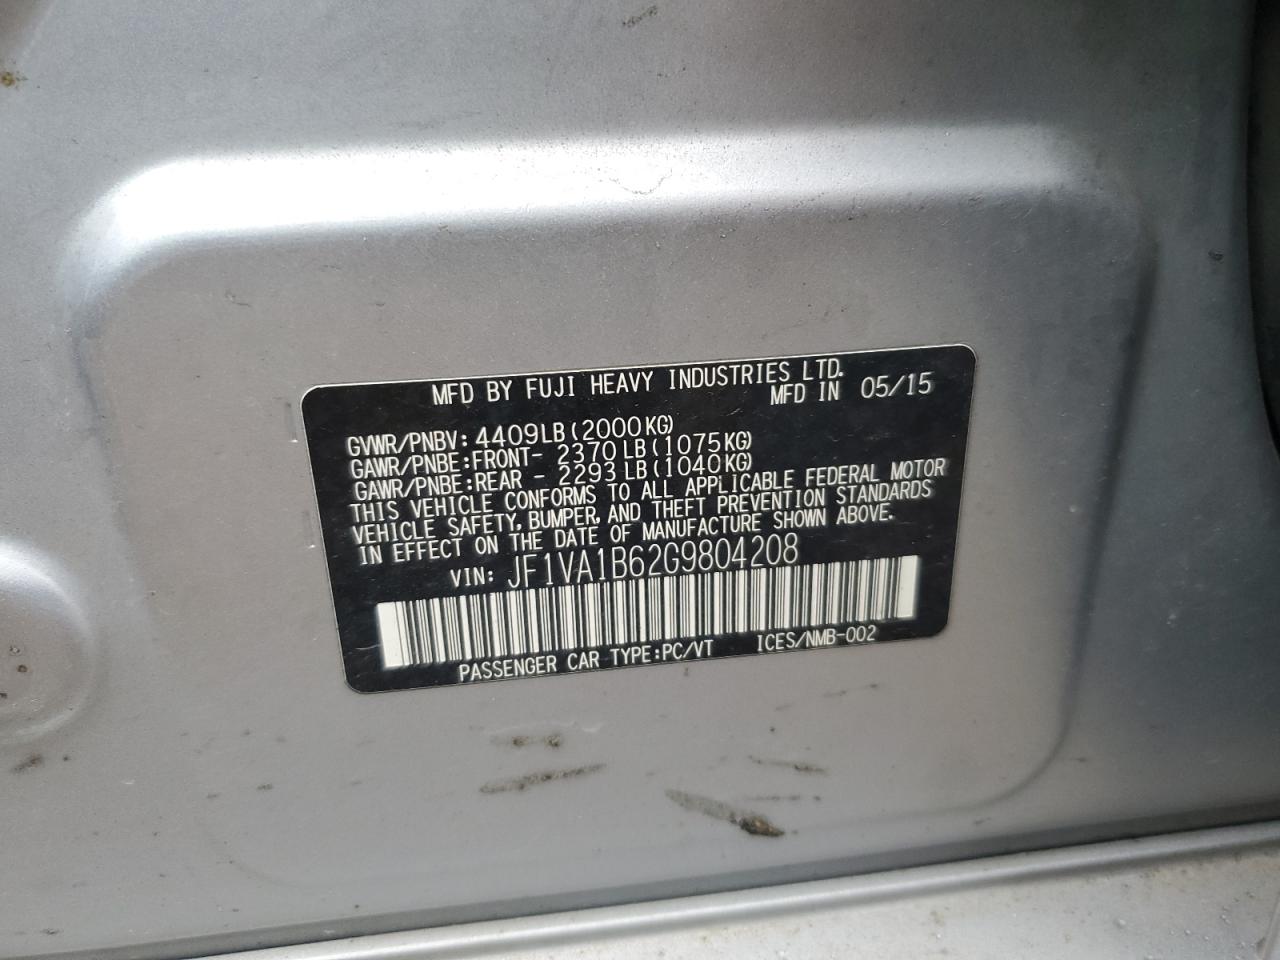 MFD BY FUJI HEAVY INDUSTRIES LTD.
MFD IN 05/15
GVWR/PNBV: 4409LB(2000KG)
GAWR/PNBE:FRONT- 2370LB(1075KG)
GAWR/PNBE:REAR - 2293LB(1040KG)
THIS VEHICLE CONFORMS TO ALL APPLICABLE FEDERAL MOTOR
VEHICLE SAFETY, BUMPER, AND THEFT PREVENTION STANDARDS
IN EFFECT ON THE DATE OF MANUFACTURE SHOWN ABOVE.
VIN: JF1VA1B62G9804208
PASSENGER CAR TYPE:PC/VT ICES/NMB-002